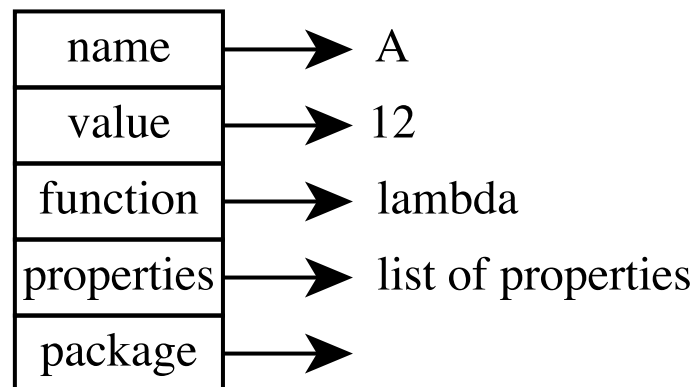 name A
value 12
function lambda
properties list of properties
package